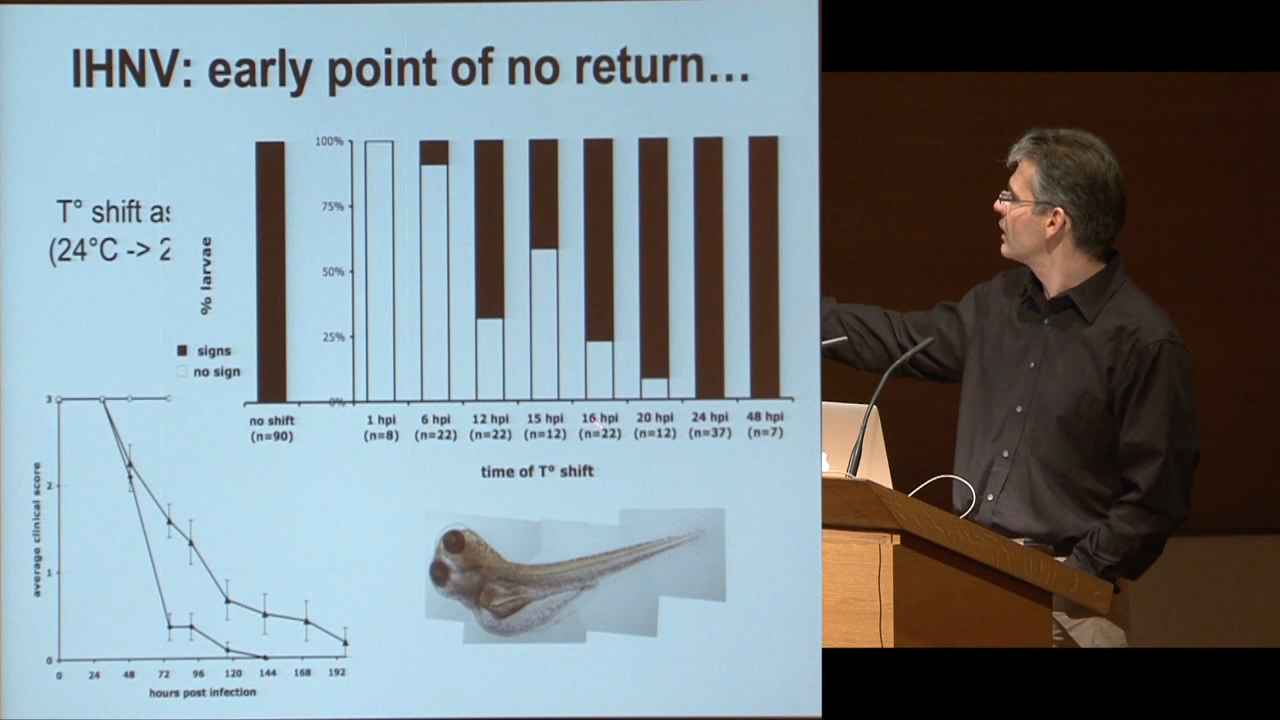 IHNV: early point of no return...
T° shift as
(24°C -> 2
% larvae
100%
75%
50%
25%
0%
signs
no sign
no shift 1 hpi 6 hpi 12 hpi 15 hpi 16 hpi 20 hpi 24 hpi 48 hpi
(n=90) (n=8) (n=22) (n=22) (n=12) (n=22) (n=12) (n=37) (n=7)
time of T° shift
average clinical score
3
2
1
0
0 24 48 72 96 120 144 168 192
hours post infection